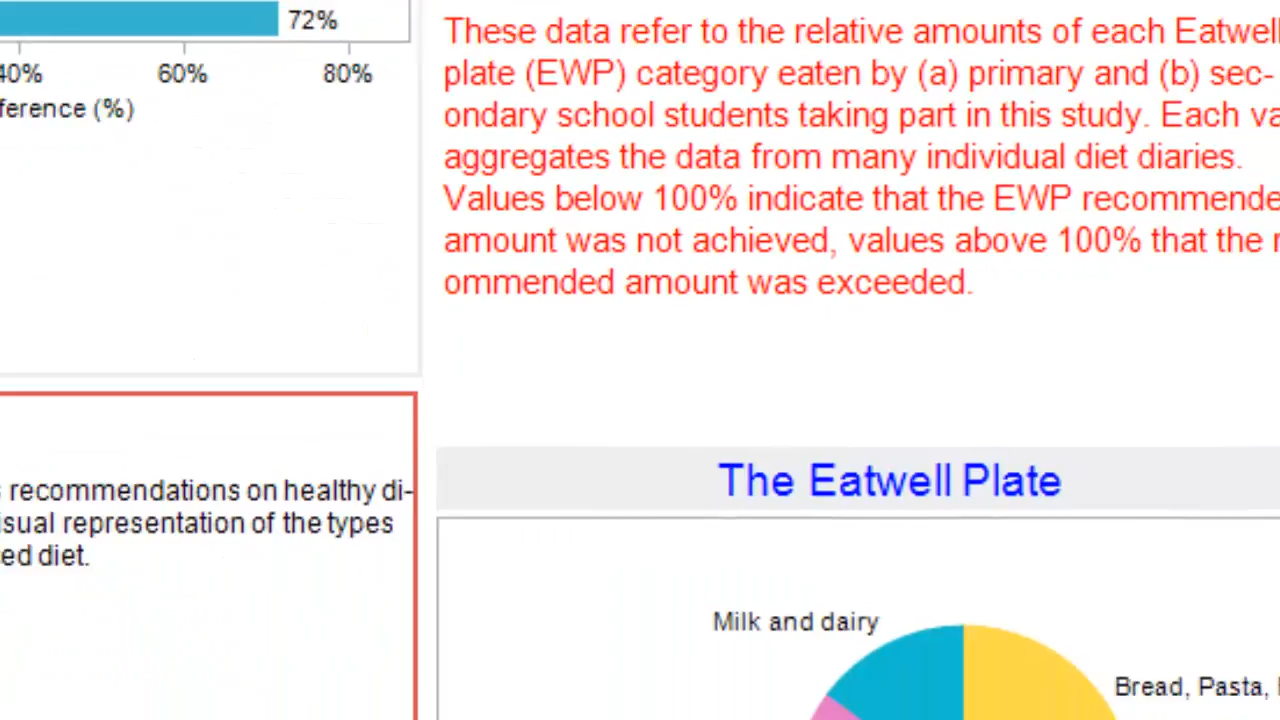 72%
40% 60% 80%
ference (%)
These data refer to the relative amounts of each Eatwell
plate (EWP) category eaten by (a) primary and (b) sec-
ondary school students taking part in this study. Each va
aggregates the data from many individual diet diaries.
Values below 100% indicate that the EWP recommende
amount was not achieved, values above 100% that the r
ommended amount was exceeded.
s recommendations on healthy di-
isual representation of the types
ed diet.
The Eatwell Plate
Milk and dairy
Bread, Pasta,